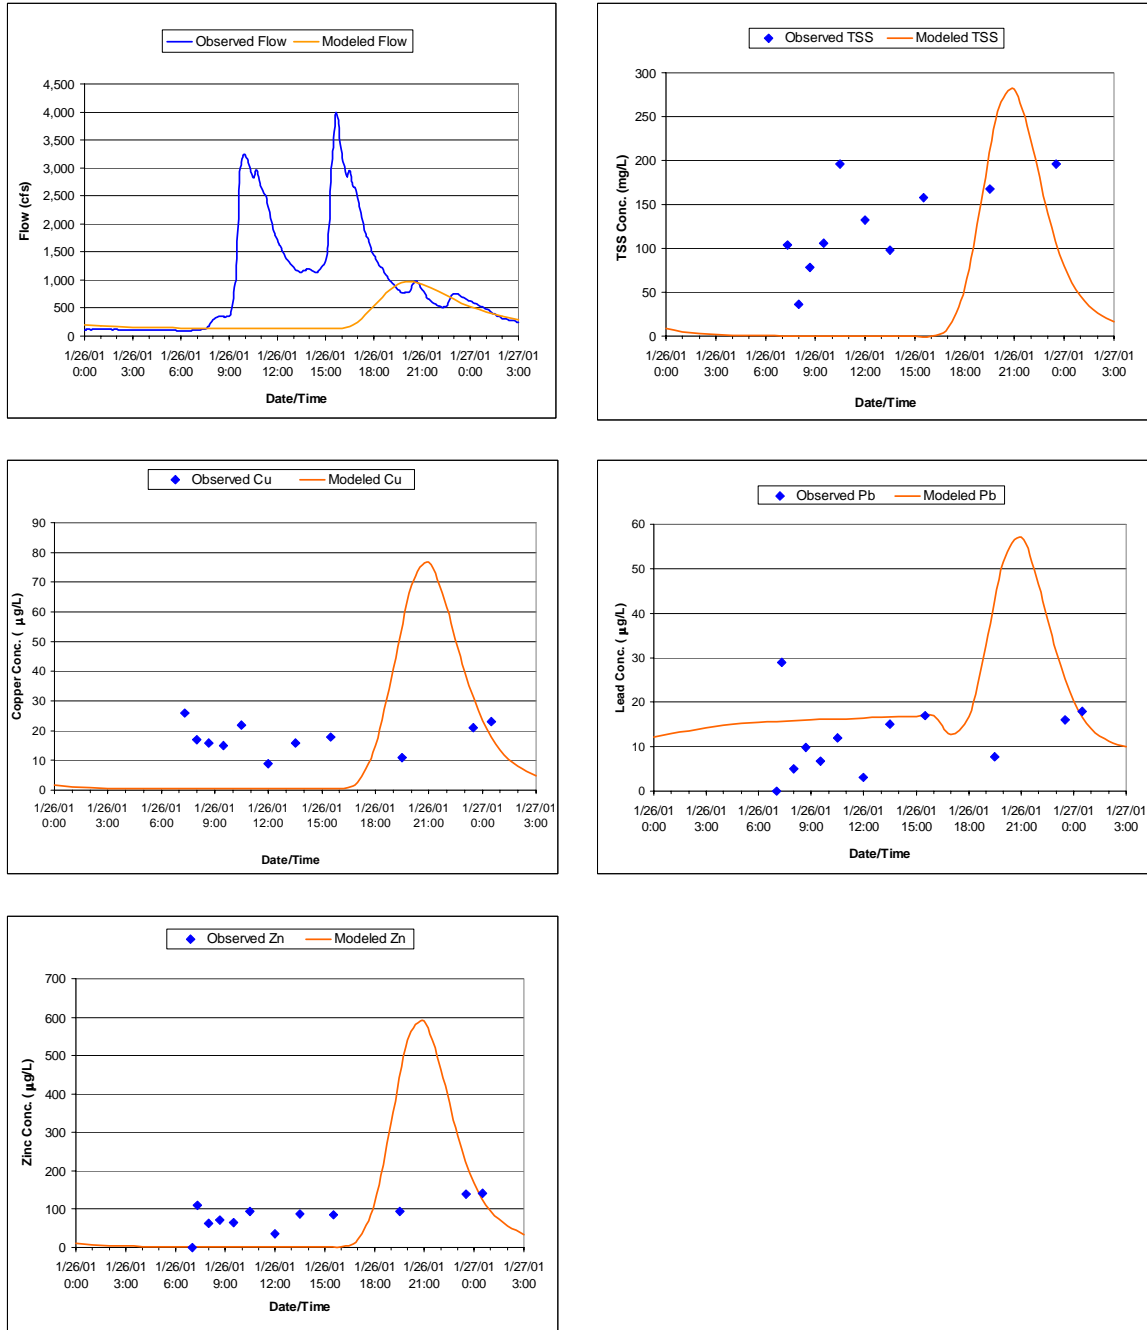 Observed Flow Modeled Flow
4,500
4,000
3,500
3,000
2,500
2,000
1,500
1,000
500
0
Flow (cfs)
1/26/01 1/26/01 1/26/01 1/26/01 1/26/01 1/26/01 1/26/01 1/26/01 1/27/01 1/27/01
0:00 3:00 6:00 9:00 12:00 15:00 18:00 21:00 0:00 3:00
Date/Time
Observed TSS Modeled TSS
300
250
200
150
100
50
0
TSS Conc. (mg/L)
1/26/01 1/26/01 1/26/01 1/26/01 1/26/01 1/26/01 1/26/01 1/26/01 1/27/01 1/27/01
0:00 3:00 6:00 9:00 12:00 15:00 18:00 21:00 0:00 3:00
Date/Time
Observed Cu Modeled Cu
90
80
70
60
50
40
30
20
10
0
Copper Conc. ( µg/L)
1/26/01 1/26/01 1/26/01 1/26/01 1/26/01 1/26/01 1/26/01 1/26/01 1/27/01 1/27/01
0:00 3:00 6:00 9:00 12:00 15:00 18:00 21:00 0:00 3:00
Date/Time
Observed Pb Modeled Pb
60
50
40
30
20
10
0
Lead Conc. ( µg/L)
1/26/01 1/26/01 1/26/01 1/26/01 1/26/01 1/26/01 1/26/01 1/26/01 1/27/01 1/27/01
0:00 3:00 6:00 9:00 12:00 15:00 18:00 21:00 0:00 3:00
Date/Time
Observed Zn Modeled Zn
700
600
500
400
300
200
100
0
Zinc Conc. ( µg/L)
1/26/01 1/26/01 1/26/01 1/26/01 1/26/01 1/26/01 1/26/01 1/26/01 1/27/01 1/27/01
0:00 3:00 6:00 9:00 12:00 15:00 18:00 21:00 0:00 3:00
Date/Time